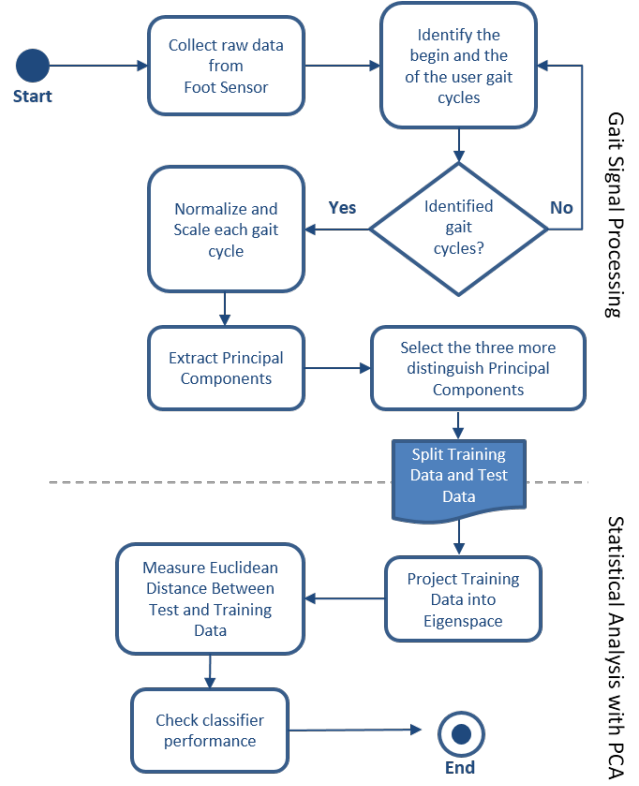 Start
Collect raw data
from
Foot Sensor
Identify the
begin and the
of the user gait
cycles
Identified
gait
cycles?
No
Yes
Normalize and
Scale each gait
cycle
Extract Principal
Components
Select the three more
distinguish Principal
Components
Split Training
Data and Test
Data
Gait Signal Processing
Project Training
Data into
Eigenspace
Measure Euclidean
Distance Between
Test and Training
Data
Check classifier
performance
End
Statistical Analysis with PCA